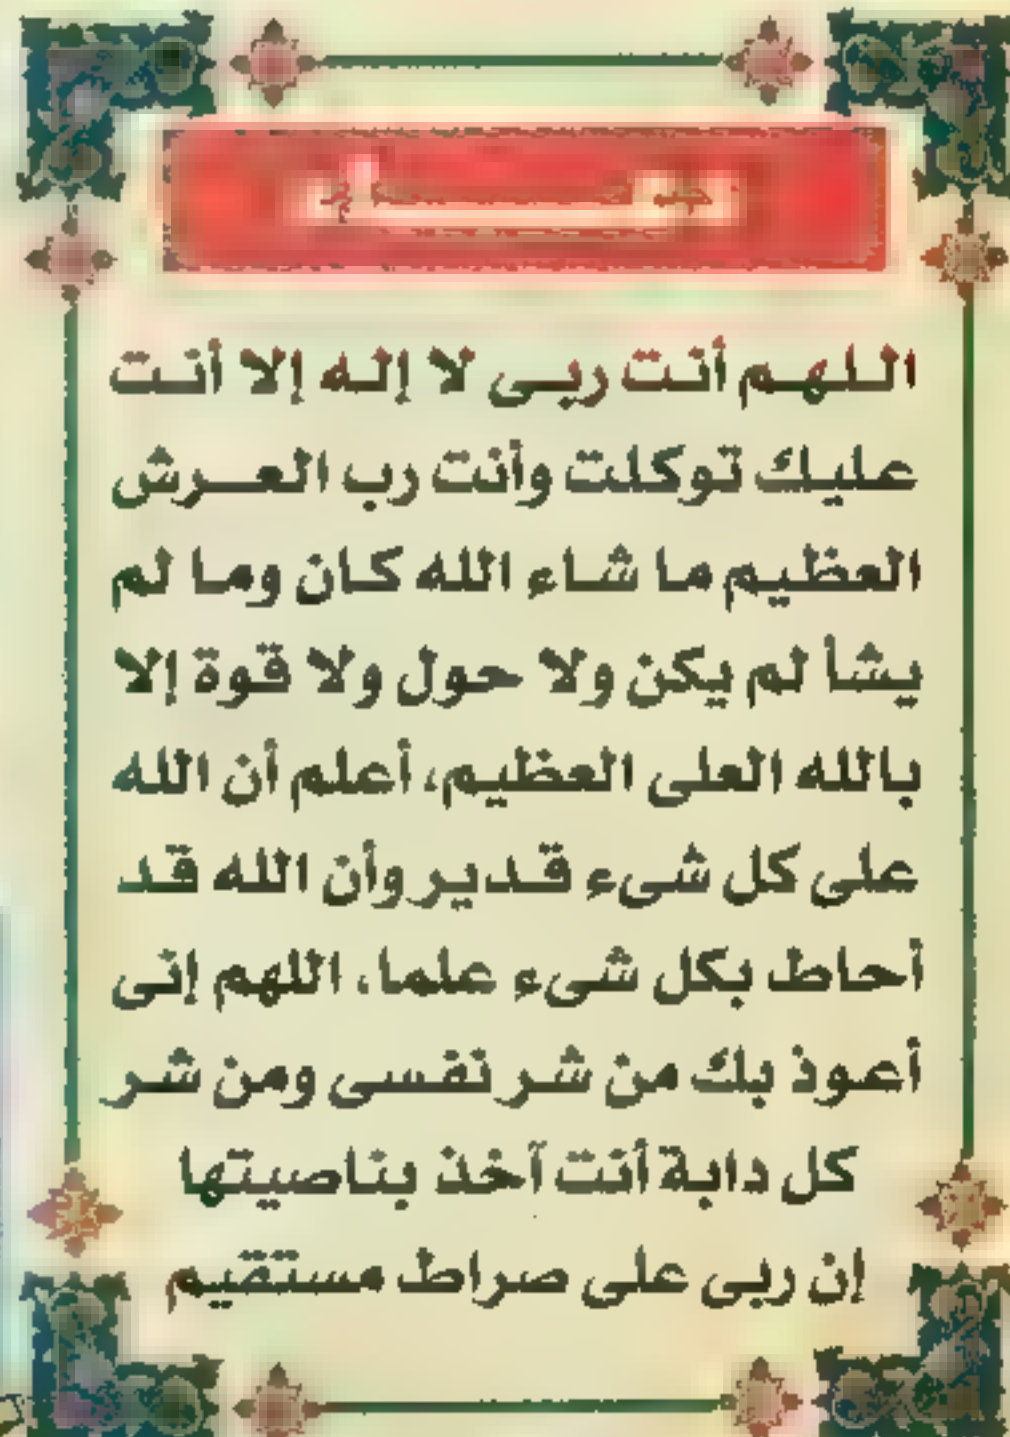 اللهم أنت ربى لا إله إلا أنت
عليك توكلت وأنت رب العرش
العظيم ما شاء الله كان وما لم
يشأ لم يكن ولا حول ولا قوة إلا
بالله العلى العظيم، أعلم أن الله
على كل شىء قدير وأن الله قد
أحاط بكل شىء علما، اللهم إنى
أعوذ بك من شر نفسى ومن شر
كل دابة أنت آخذ بناصيتها
إن ربى على صراط مستقيم